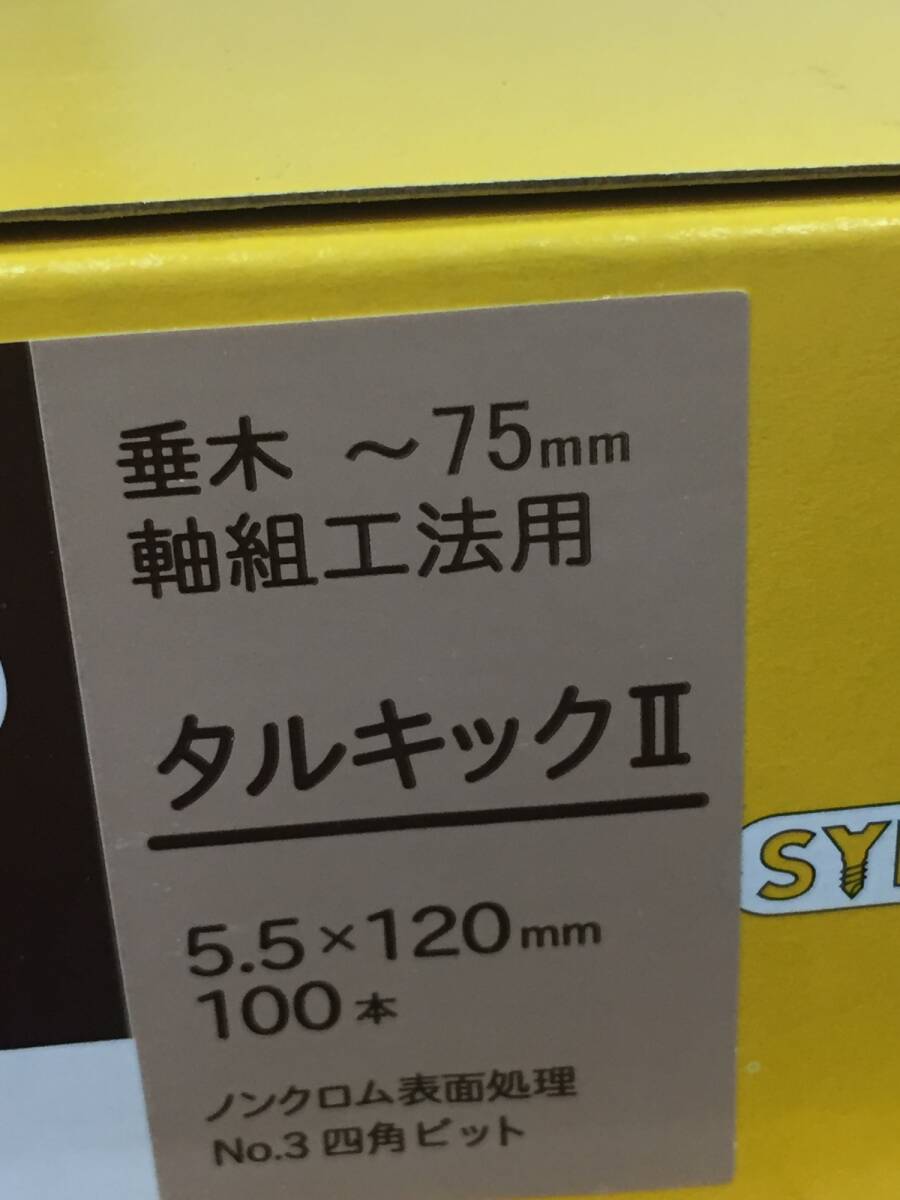 垂木 ～75mm
軸組工法用
タルキックⅡ
5.5×120mm
100本
ノンクロム表面処理
No.3 四角ビット
SY